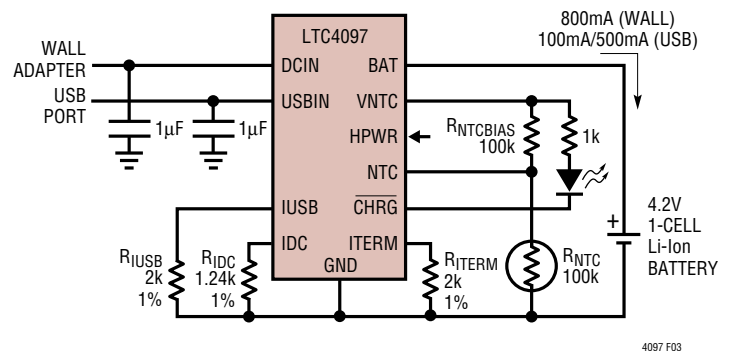 800mA (WALL)
100mA/500mA (USB)
LTC4097
WALL
ADAPTER
DCIN
BAT
USB
PORT
USBIN
VNTC
1µF
1µF
HPWR
RNTCBIAS
100k
1k
NTC
IUSB
CHRG
IDC
ITERM
GND
RIUSB
2k
1%
RIDC
1.24k
1%
RITERM
2k
1%
RNTC
100k
+
4.2V
1-CELL
Li-Ion
BATTERY
4097 F03